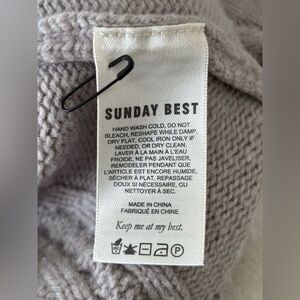 SUNDAY BEST
HAND WASH COLD, DO NOT
BLEACH, RESHAPE WHILE DAMP,
DRY FLAT, COOL IRON ONLY IF
NEEDED, OR DRY CLEAN.
LAVER À LA MAIN À L'EAU
FROIDE, NE PAS JAVELISER,
REMODELER PENDANT QUE
L'ARTICLE EST ENCORE HUMIDE,
SÉCHER À PLAT, REPASSAGE
DOUX SI NÉCESSAIRE, OU
NETTOYER À SEC.
MADE IN CHINA
FABRIQUÉ EN CHINE
Keep me at my best.
P